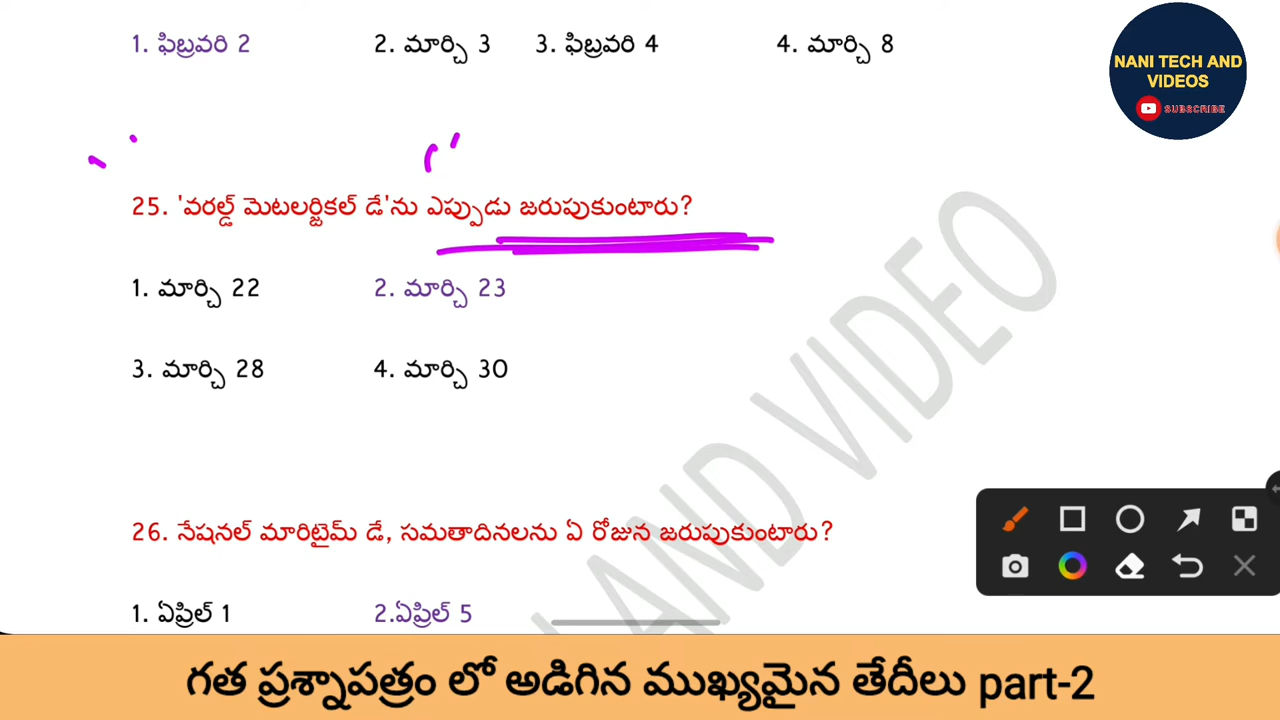 1. ఫిబ్రవరి 2 2. మార్చి 3 3. ఫిబ్రవరి 4 4. మార్చి 8
NANI TECH AND
VIDEOS
SUBSCRIBE
25. 'వరల్డ్ మెటలర్జికల్ డే'ను ఎప్పుడు జరుపుకుంటారు?
1. మార్చి 22 2. మార్చి 23
3. మార్చి 28 4. మార్చి 30
26. నేషనల్ మారిటైమ్ డే, సమతాదినలను ఏ రోజున జరుపుకుంటారు?
1. ఏప్రిల్ 1 2.ఏప్రిల్ 5
AND VIDEO
గత ప్రశ్నాపత్రం లో అడిగిన ముఖ్యమైన తేదీలు part-2